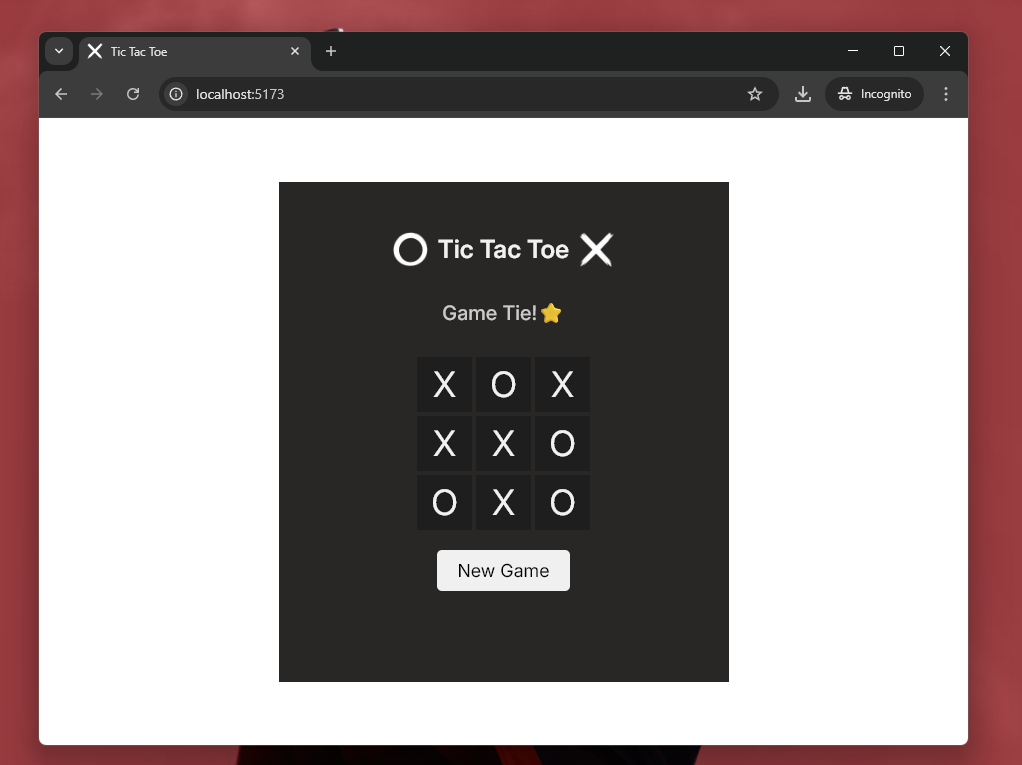 Tic Tac Toe
localhost:5173
Incognito
Tic Tac Toe
Game Tie!
X O X
X X O
O X O
New Game